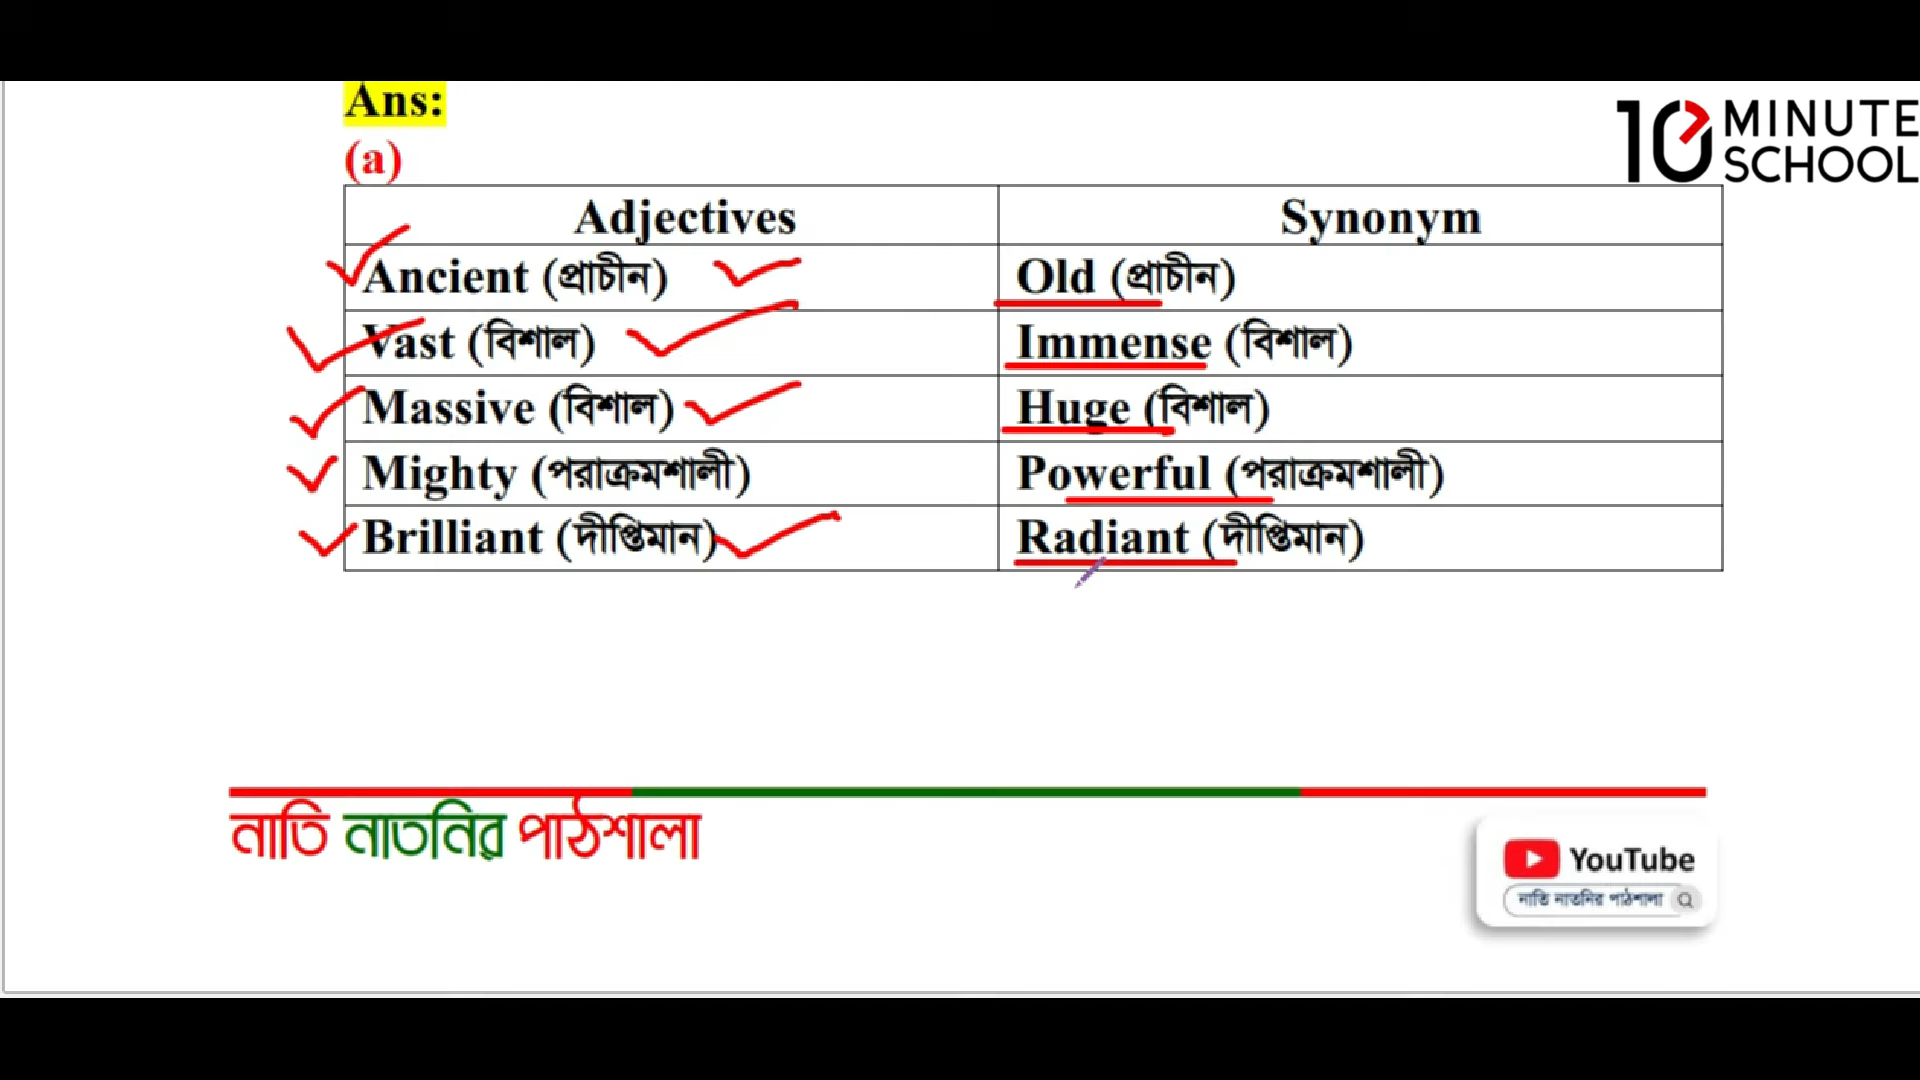 Ans:
(a)
10 MINUTE
SCHOOL
Adjectives Synonym
Ancient (প্রাচীন) Old (প্রাচীন)
Vast (বিশাল) Immense (বিশাল)
Massive (বিশাল) Huge (বিশাল)
Mighty (পরাক্রমশালী) Powerful (পরাক্রমশালী)
Brilliant (দীপ্তিমান) Radiant (দীপ্তিমান)
নাতি নাতনির পাঠশালা
YouTube
নাতি নাতনির পাঠশালা